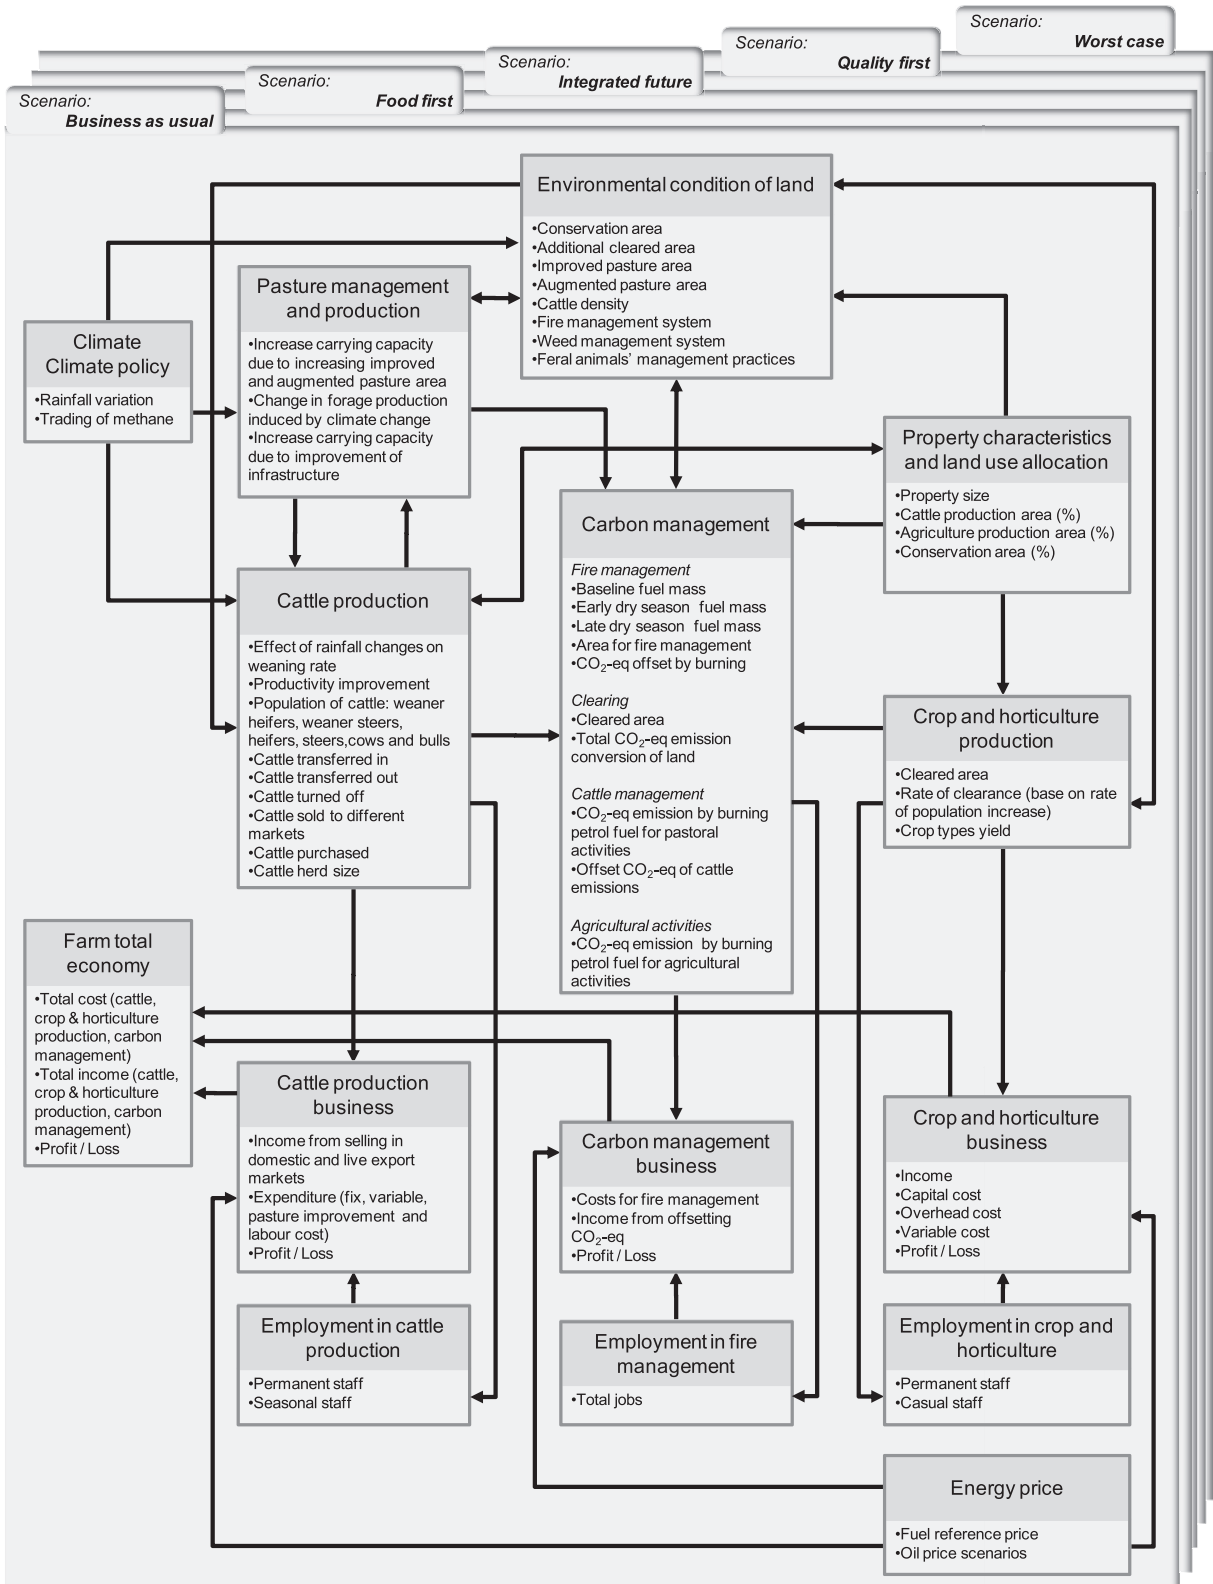 Scenario:
Worst case
Scenario:
Quality first
Scenario:
Integrated future
Scenario:
Food first
Scenario:
Business as usual
Environmental condition of land
•Conservation area
•Additional cleared area
•Improved pasture area
•Augmented pasture area
•Cattle density
•Fire management system
•Weed management system
•Feral animals’ management practices
Pasture management
and production
•Increase carrying capacity
due to increasing improved
and augmented pasture area
•Change in forage production
induced by climate change
•Increase carrying capacity
due to improvement of
infrastructure
Climate
Climate policy
•Rainfall variation
•Trading of methane
Property characteristics
and land use allocation
•Property size
•Cattle production area (%)
•Agriculture production area (%)
•Conservation area (%)
Carbon management
Fire management
•Baseline fuel mass
•Early dry season fuel mass
•Late dry season fuel mass
•Area for fire management
•CO₂-eq offset by burning
Clearing
•Cleared area
•Total CO₂-eq emission
conversion of land
Cattle management
•CO₂-eq emission by burning
petrol fuel for pastoral
activities
•Offset CO₂-eq of cattle
emissions
Agricultural activities
•CO₂-eq emission by burning
petrol fuel for agricultural
activities
Cattle production
•Effect of rainfall changes on
weaning rate
•Productivity improvement
•Population of cattle: weaner
heifers, weaner steers,
heifers, steers,cows and bulls
•Cattle transferred in
•Cattle transferred out
•Cattle turned off
•Cattle sold to different
markets
•Cattle purchased
•Cattle herd size
Crop and horticulture
production
•Cleared area
•Rate of clearance (base on rate
of population increase)
•Crop types yield
Farm total
economy
•Total cost (cattle,
crop & horticulture
production, carbon
management)
•Total income (cattle,
crop & horticulture
production, carbon
management)
•Profit / Loss
Cattle production
business
•Income from selling in
domestic and live export
markets
•Expenditure (fix, variable,
pasture improvement and
labour cost)
•Profit / Loss
Carbon management
business
•Costs for fire management
•Income from offsetting
CO₂-eq
•Profit / Loss
Crop and horticulture
business
•Income
•Capital cost
•Overhead cost
•Variable cost
•Profit / Loss
Employment in cattle
production
•Permanent staff
•Seasonal staff
Employment in fire
management
•Total jobs
Employment in crop and
horticulture
•Permanent staff
•Casual staff
Energy price
•Fuel reference price
•Oil price scenarios